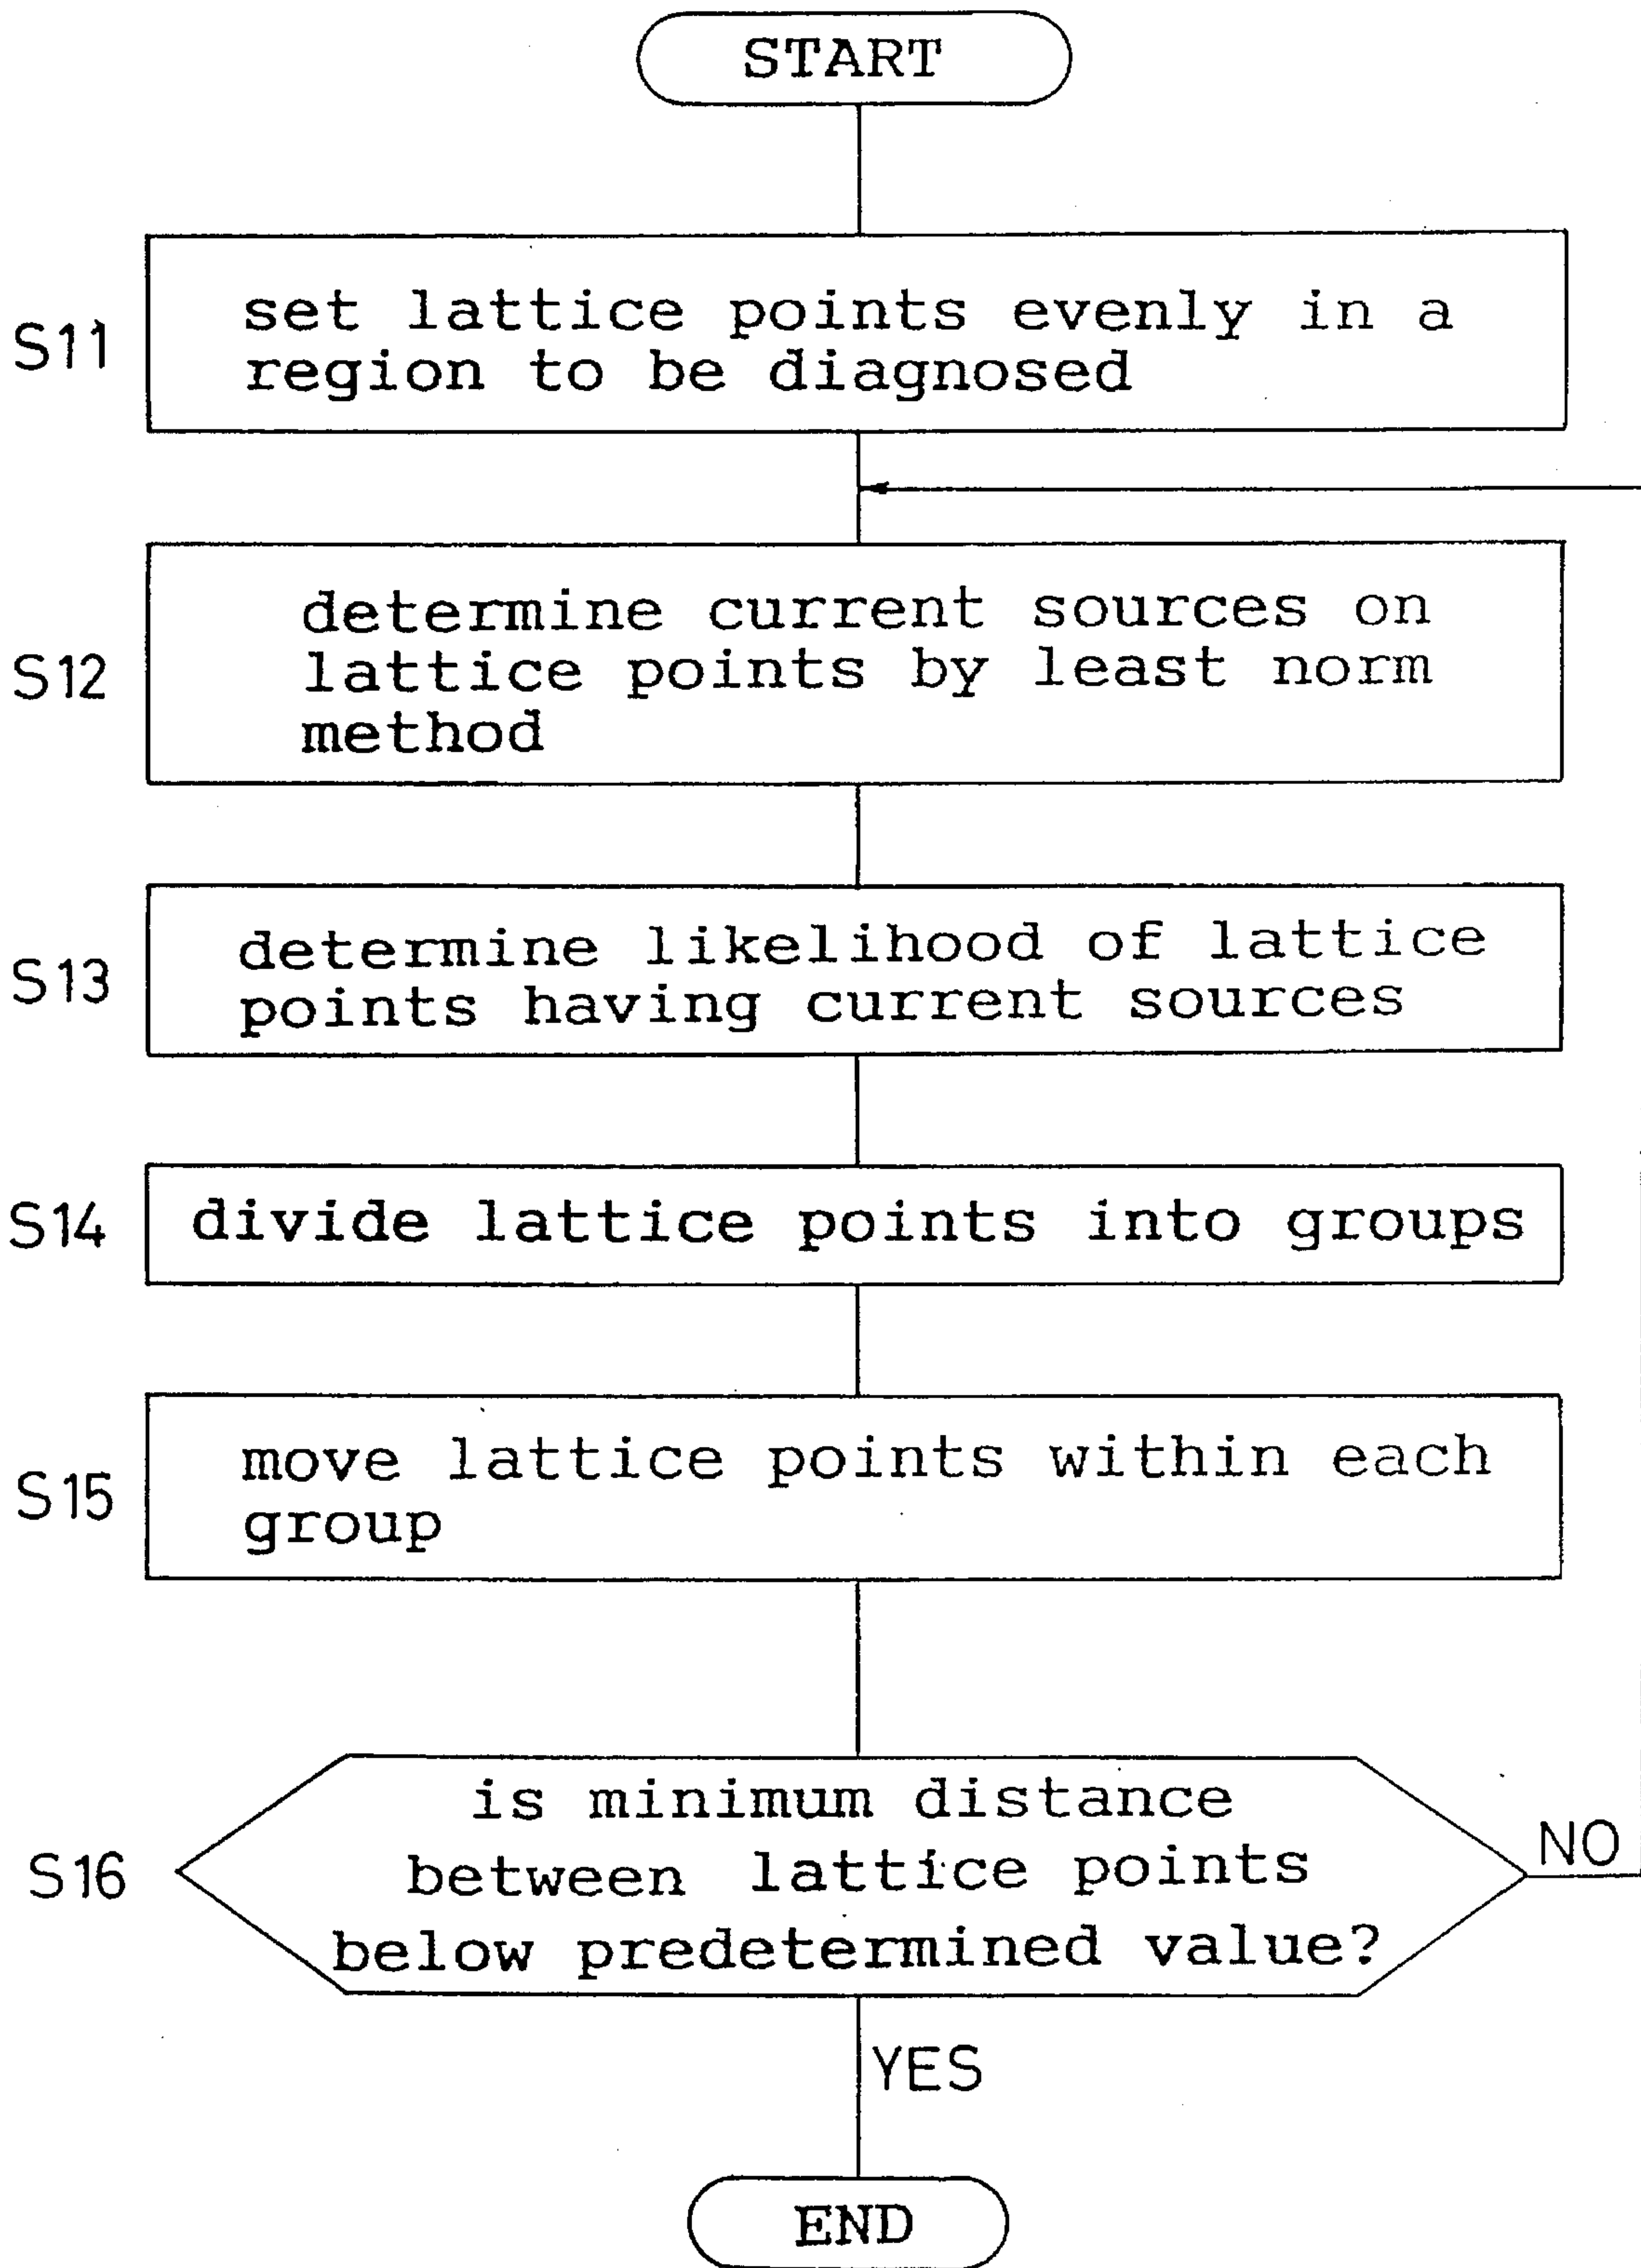 START
S11
set lattice points evenly in a
region to be diagnosed
S12
determine current sources on
lattice points by least norm
method
S13
determine likelihood of lattice
points having current sources
S14
divide lattice points into groups
S15
move lattice points within each
group
S16
is minimum distance
between lattice points
below predetermined value?
NO
YES
END